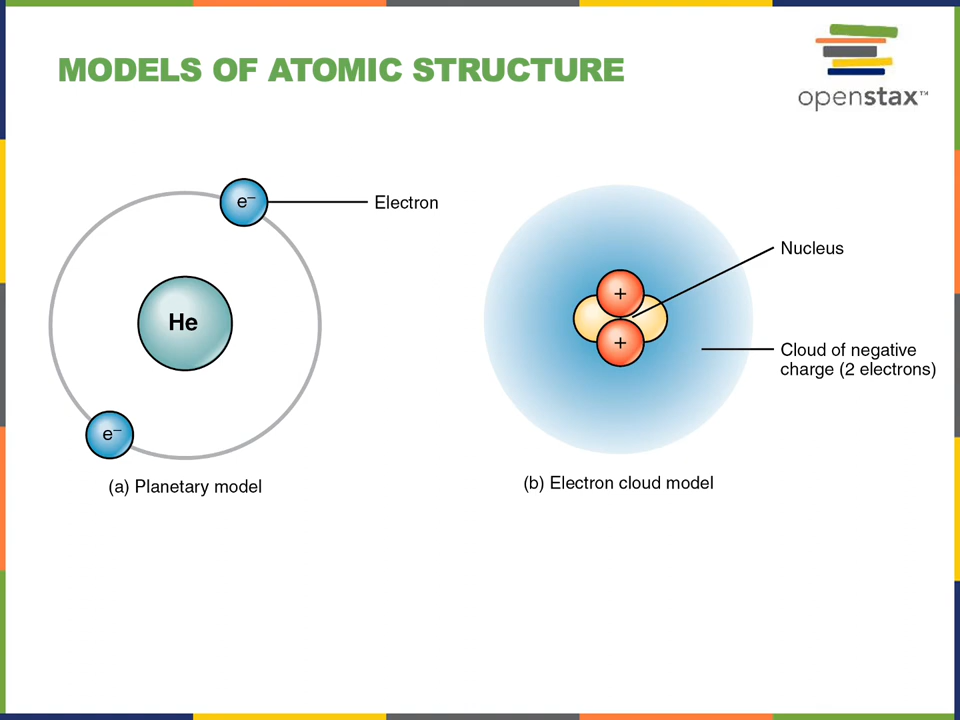 MODELS OF ATOMIC STRUCTURE
openstax™
e–
Electron
He
e–
(a) Planetary model
Nucleus
+
+
Cloud of negative
charge (2 electrons)
(b) Electron cloud model